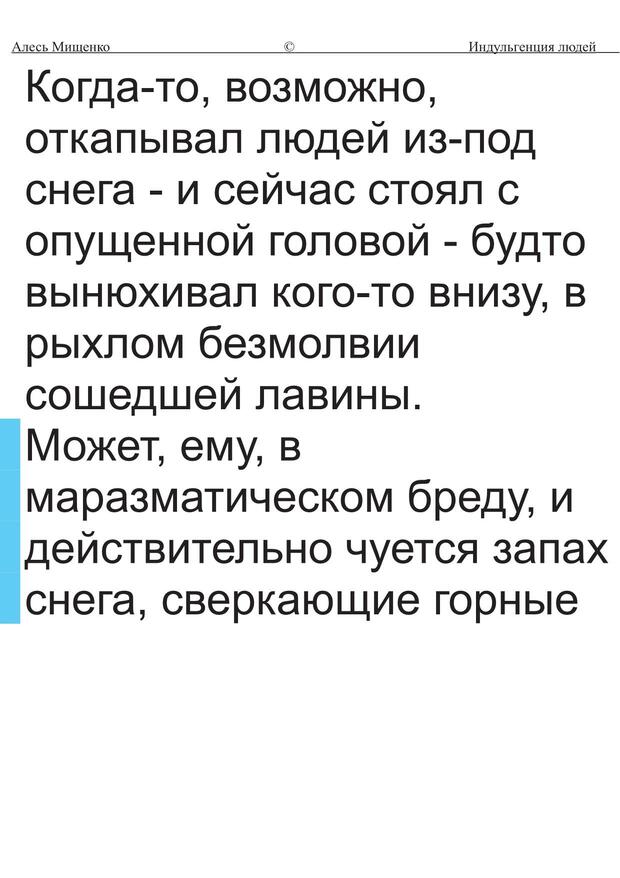 Алесь Мищенко © Индульгенция людей
Когда-то, возможно,
откапывал людей из-под
снега - и сейчас стоял с
опущенной головой - будто
вынюхивал кого-то внизу, в
рыхлом безмолвии
сошедшей лавины.
Может, ему, в
маразматическом бреду, и
действительно чуется запах
снега, сверкающие горные